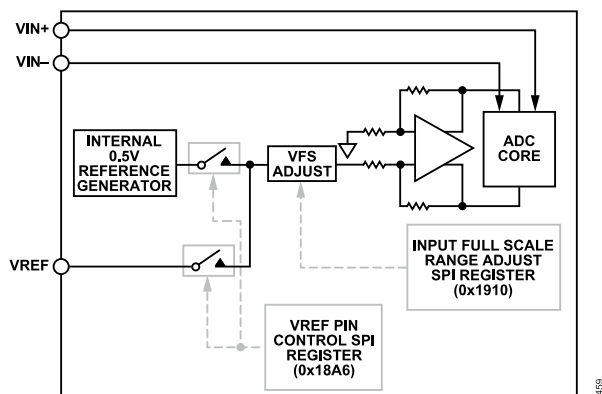 VIN+
VIN–
INTERNAL
0.5V
REFERENCE
GENERATOR
VFS
ADJUST
ADC
CORE
VREF
INPUT FULL SCALE
RANGE ADJUST
SPI REGISTER
(0x1910)
VREF PIN
CONTROL SPI
REGISTER
(0x18A6)
459